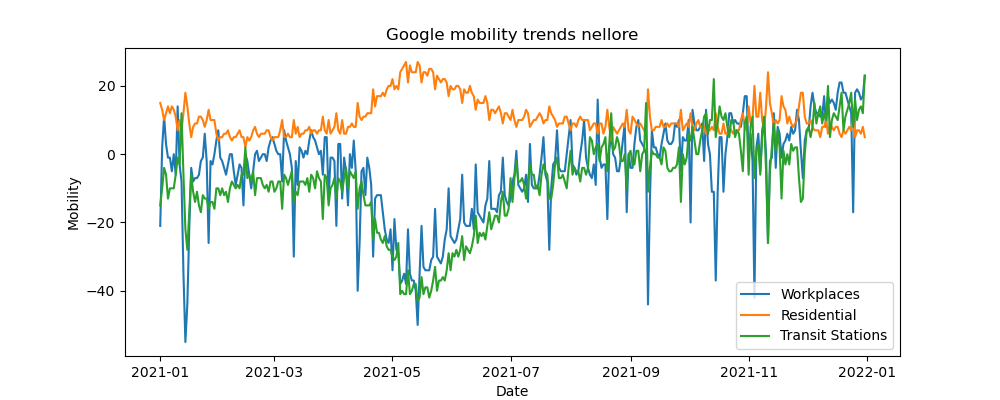 Google mobility trends nellore
Mobility
20
0
−20
−40
2021-01
2021-03
2021-05
2021-07
2021-09
2021-11
2022-01
Date
Workplaces
Residential
Transit Stations